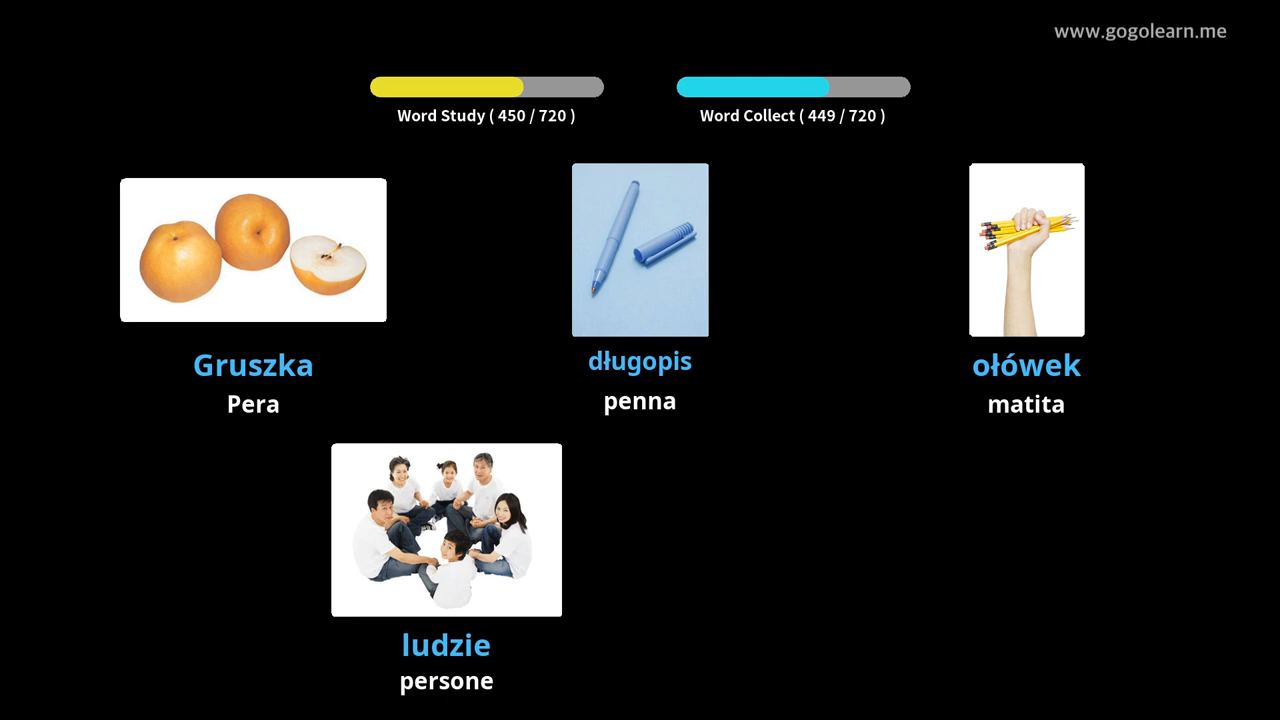 www.gogolearn.me
Word Study ( 450 / 720 )
Word Collect ( 449 / 720 )
Gruszka
Pera
długopis
penna
ołówek
matita
ludzie
persone